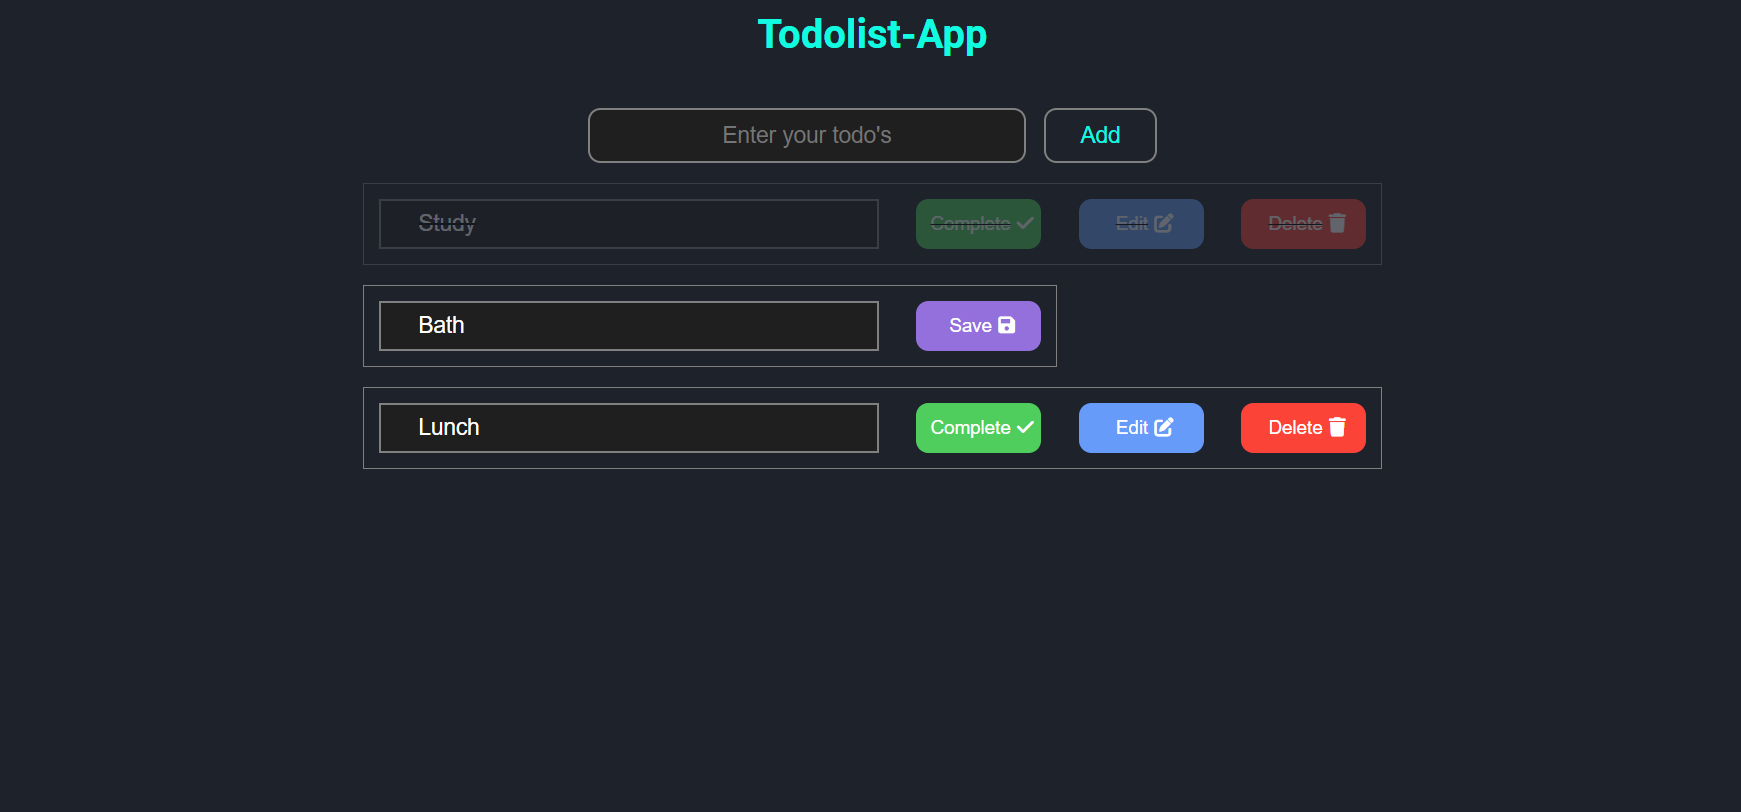 Todolist-App
Enter your todo's Add
Study Complete Edit Delete
Bath Save
Lunch Complete Edit Delete